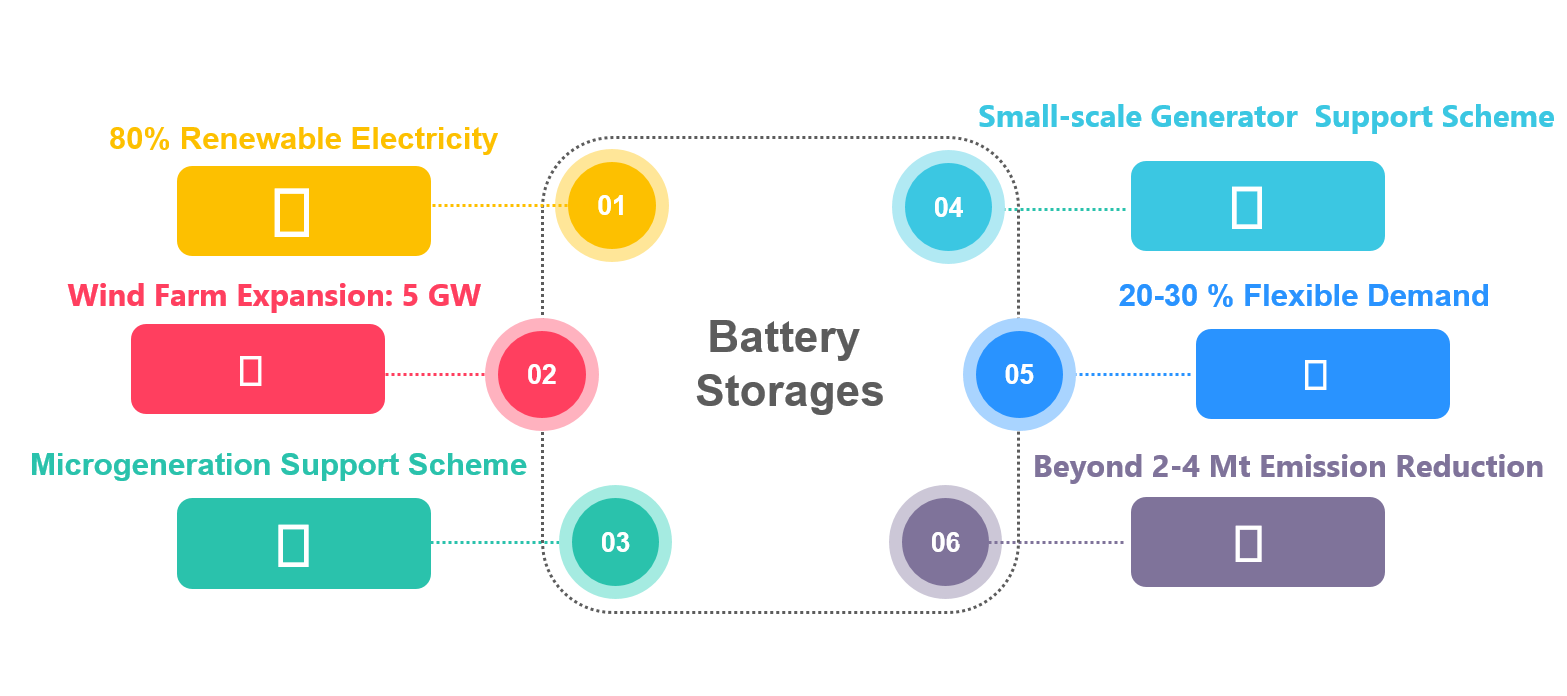 80% Renewable Electricity
01
Wind Farm Expansion: 5 GW
02
Microgeneration Support Scheme
03
Battery
Storages
Small-scale Generator  Support Scheme
04
20-30 % Flexible Demand
05
Beyond 2-4 Mt Emission Reduction
06